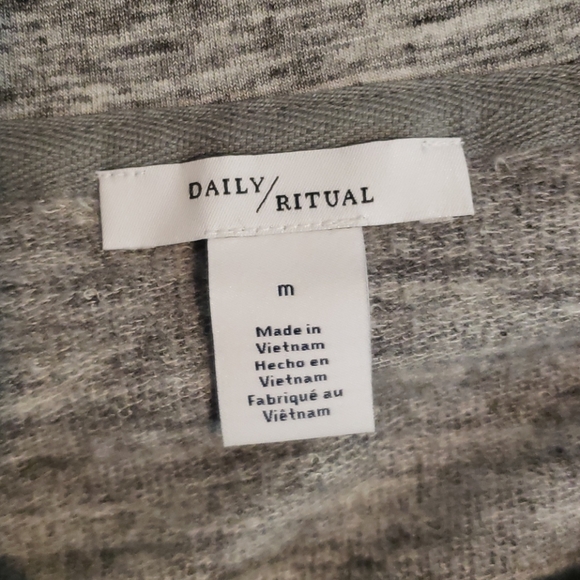 DAILY/RITUAL
m
Made in
Vietnam
Hecho en
Vietnam
Fabriqué au
Viêtnam